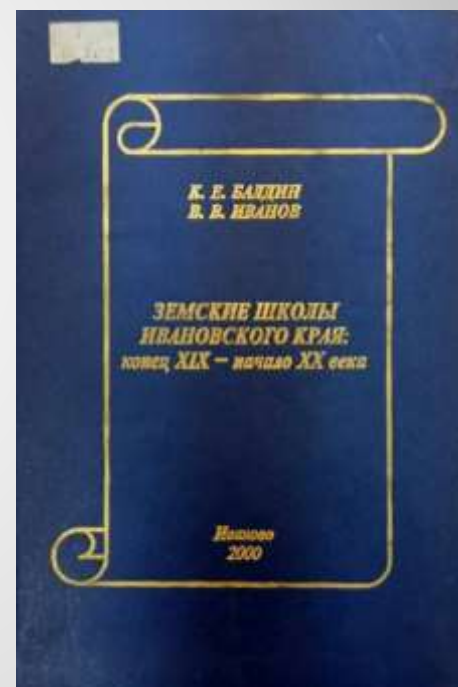 К. Е. БАЛДИН
В. В. ИВАНОВ
ЗЕМСКИЕ ШКОЛЫ
ИВАНОВСКОГО КРАЯ:
конец XIX – начало XX века
Иваново
2000